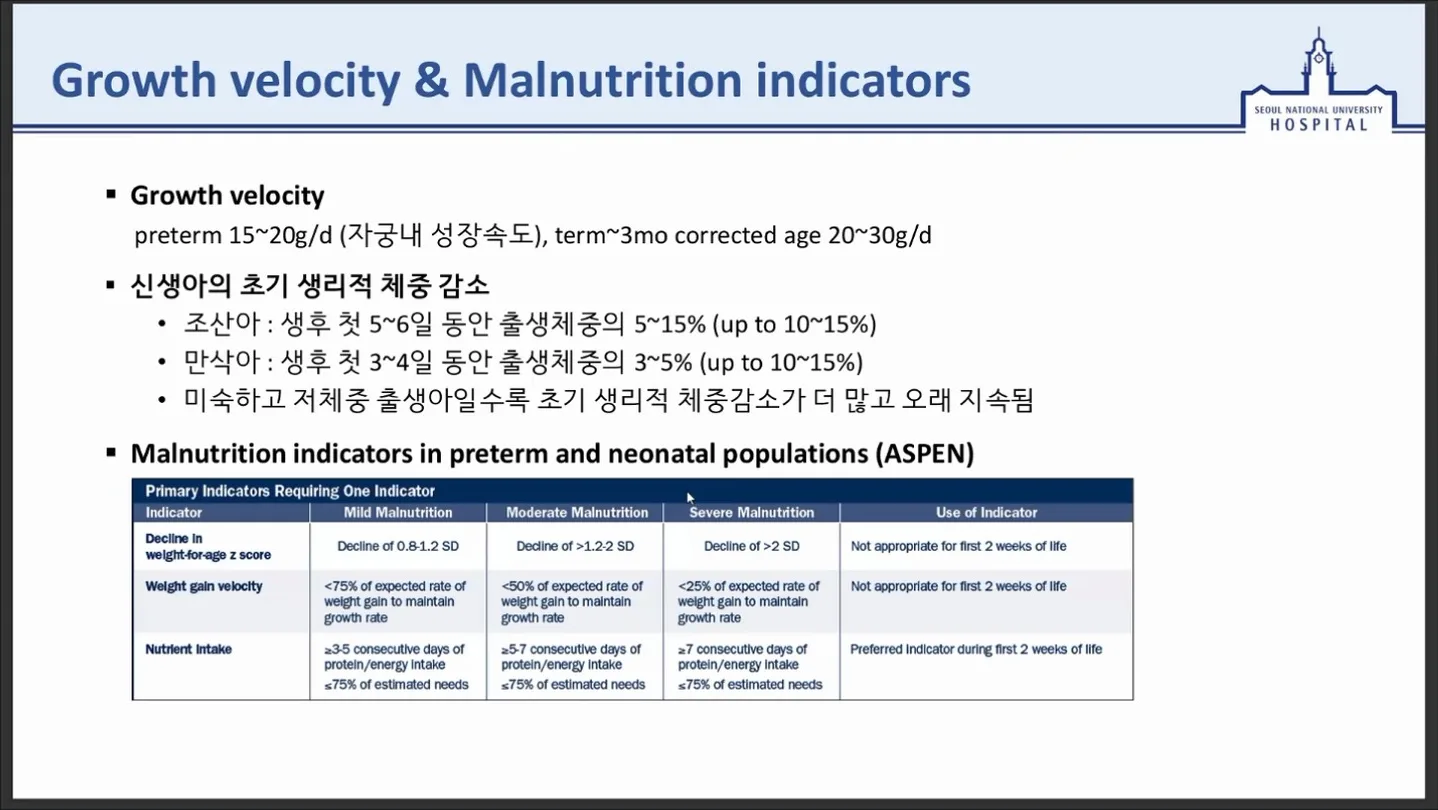 Growth velocity & Malnutrition indicators
SEOUL NATIONAL UNIVERSITY
HOSPITAL
▪ Growth velocity
preterm 15~20g/d (자궁내 성장속도), term~3mo corrected age 20~30g/d
▪ 신생아의 초기 생리적 체중 감소
• 조산아 : 생후 첫 5~6일 동안 출생체중의 5~15% (up to 10~15%)
• 만삭아 : 생후 첫 3~4일 동안 출생체중의 3~5% (up to 10~15%)
• 미숙하고 저체중 출생아일수록 초기 생리적 체중감소가 더 많고 오래 지속됨
▪ Malnutrition indicators in preterm and neonatal populations (ASPEN)
Primary Indicators Requiring One Indicator
Indicator Mild Malnutrition Moderate Malnutrition Severe Malnutrition Use of Indicator
Decline in
weight-for-age z score Decline of 0.8-1.2 SD Decline of >1.2-2 SD Decline of >2 SD Not appropriate for first 2 weeks of life
Weight gain velocity <75% of expected rate of <50% of expected rate of <25% of expected rate of Not appropriate for first 2 weeks of life
weight gain to maintain weight gain to maintain weight gain to maintain
growth rate growth rate growth rate
Nutrient Intake ≥3-5 consecutive days of ≥5-7 consecutive days of ≥7 consecutive days of Preferred indicator during first 2 weeks of life
protein/energy intake protein/energy intake protein/energy intake
≤75% of estimated needs ≤75% of estimated needs ≤75% of estimated needs